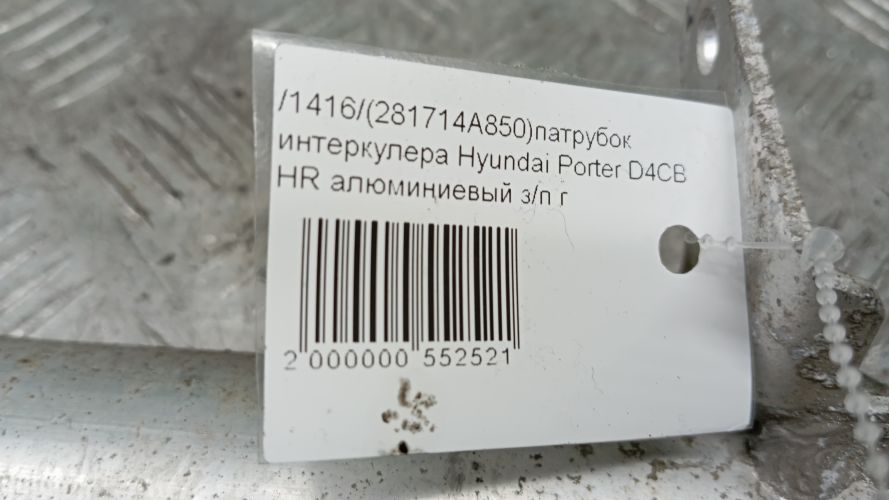 /1416/(281714A850)патрубок
интеркулера Hyundai Porter D4CB
HR алюминиевый з/п г
2 000000 552521